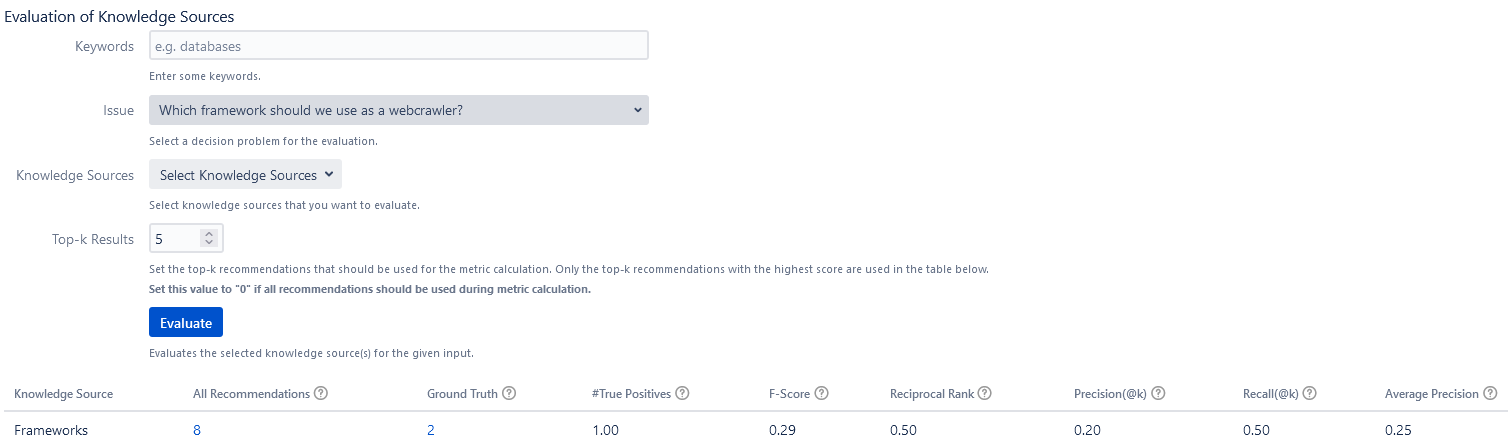 Evaluation of Knowledge Sources
Keywords e.g. databases
Enter some keywords.
Issue Which framework should we use as a webcrawler?
Select a decision problem for the evaluation.
Knowledge Sources Select Knowledge Sources
Select knowledge sources that you want to evaluate.
Top-k Results 5
Set the top-k recommendations that should be used for the metric calculation. Only the top-k recommendations with the highest score are used in the table below.
Set this value to "0" if all recommendations should be used during metric calculation.
Evaluate
Evaluates the selected knowledge source(s) for the given input.
Knowledge Source All Recommendations ? Ground Truth ? #True Positives ? F-Score ? Reciprocal Rank ? Precision(@k) ? Recall(@k) ? Average Precision ?
Frameworks 8 2 1.00 0.29 0.50 0.20 0.50 0.25